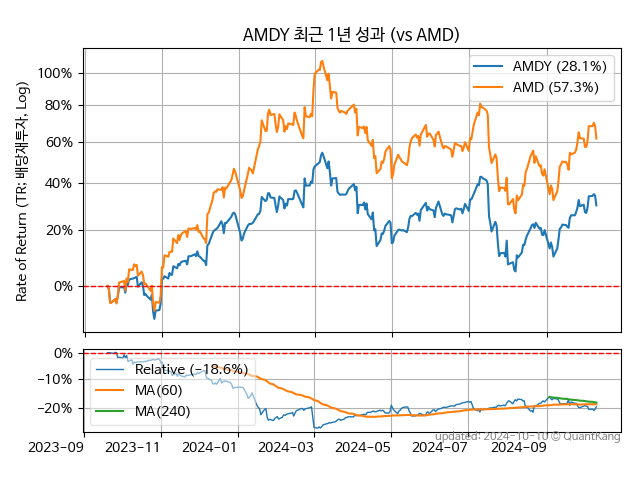 AMDY 최근 1년 성과 (vs AMD)
Rate of Return (TR; 배당재투자, Log)
100%
80%
60%
40%
20%
0%
AMDY (28.1%)
AMD (57.3%)
0%
−10%
−20%
Relative (−18.6%)
MA(60)
MA(240)
2023−09
2023−11
2024−01
2024−03
2024−05
2024−07
2024−09
updated: 2024−10−10 © QuantKang